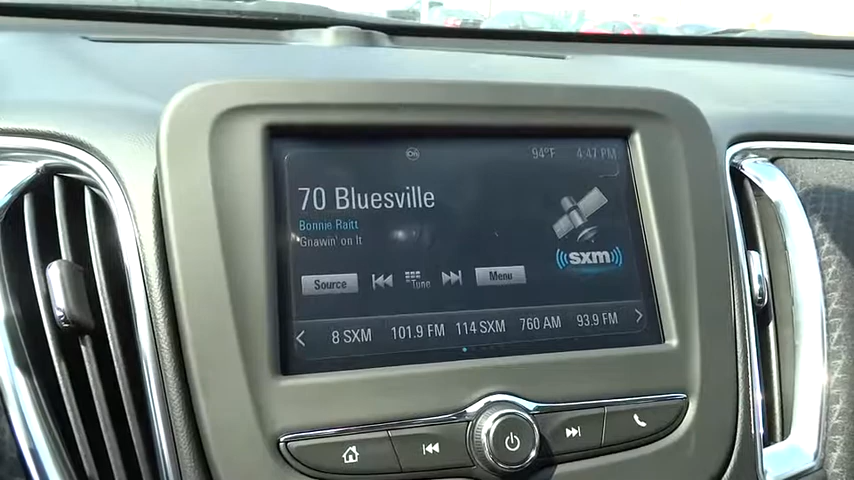 94°F 4:47 PM
70 Bluesville
Bonnie Raitt
Gnawin' on It
sxm
Source Tune Menu
8 SXM 101.9 FM 114 SXM 760 AM 93.9 FM